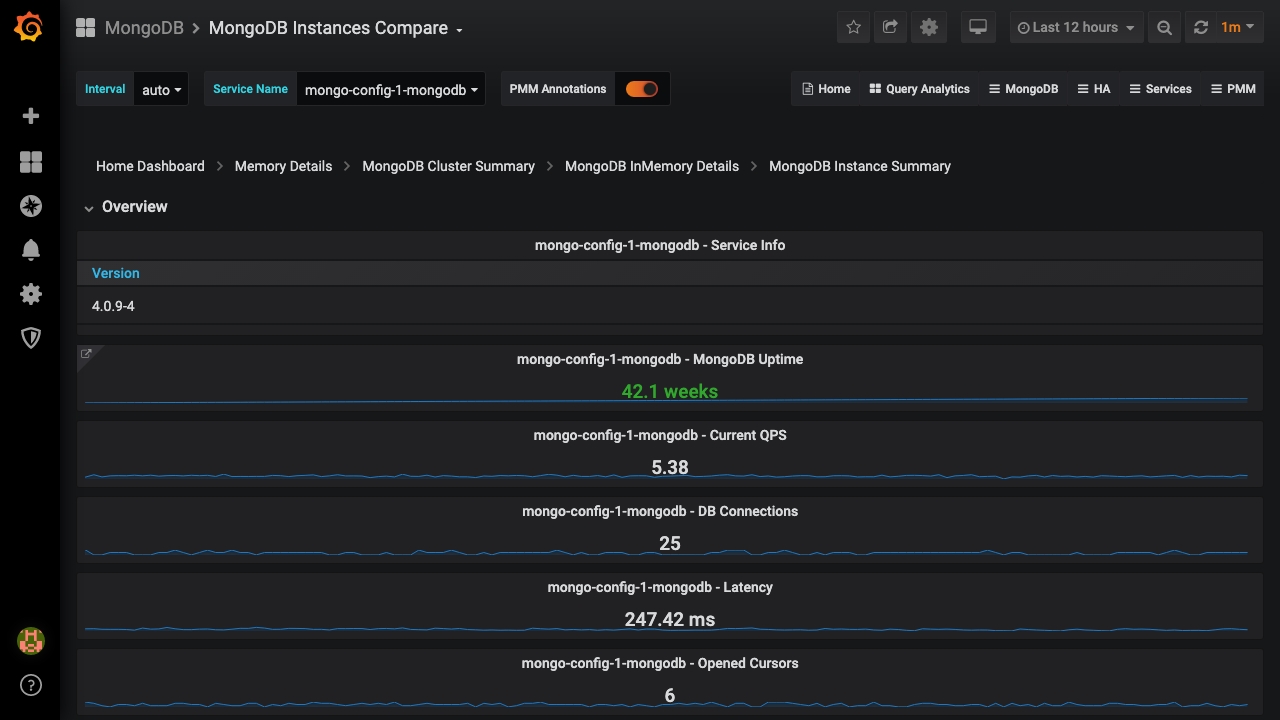 MongoDB > MongoDB Instances Compare
Last 12 hours
1m
Interval auto
Service Name mongo-config-1-mongodb
PMM Annotations
Home
Query Analytics
MongoDB
HA
Services
PMM
Home Dashboard > Memory Details > MongoDB Cluster Summary > MongoDB InMemory Details > MongoDB Instance Summary
Overview
mongo-config-1-mongodb - Service Info
Version
4.0.9-4
mongo-config-1-mongodb - MongoDB Uptime
42.1 weeks
mongo-config-1-mongodb - Current QPS
5.38
mongo-config-1-mongodb - DB Connections
25
mongo-config-1-mongodb - Latency
247.42 ms
mongo-config-1-mongodb - Opened Cursors
6